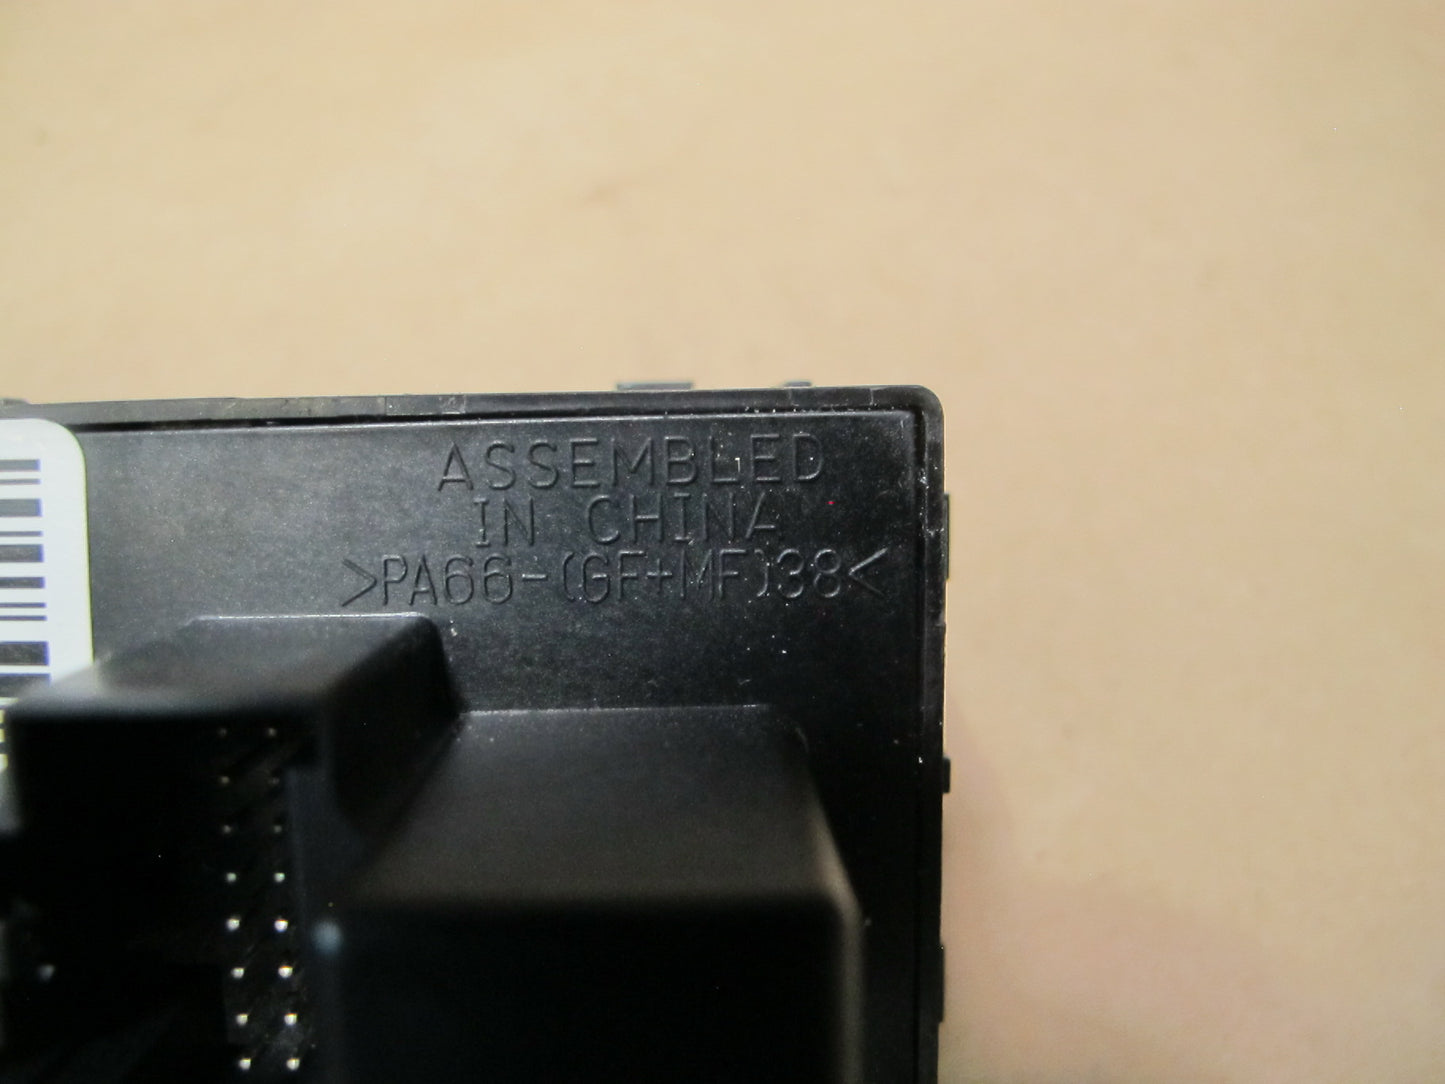 ASSEMBLED
IN CHINA
>PA66-(GF+MF)38<